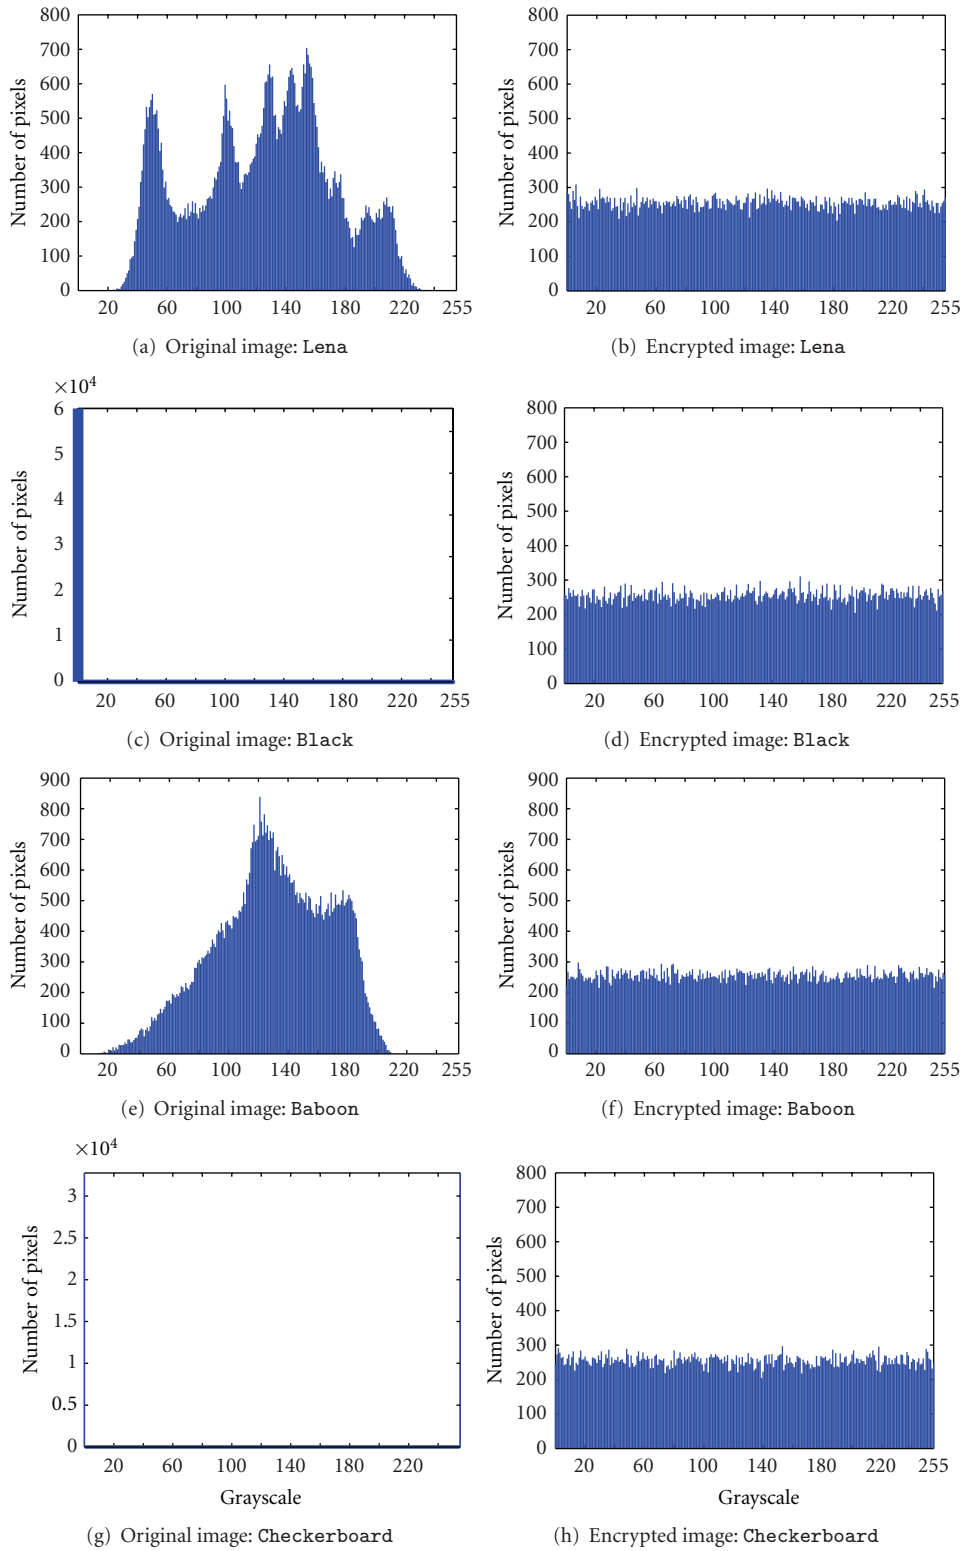 800
700
600
500
400
300
200
100
0
Number of pixels
20 60 100 140 180 220 255
(a) Original image: Lena
800
700
600
500
400
300
200
100
0
Number of pixels
20 60 100 140 180 220 255
(b) Encrypted image: Lena
×10⁴
6
5
4
3
2
1
0
Number of pixels
20 60 100 140 180 220 255
(c) Original image: Black
800
700
600
500
400
300
200
100
0
Number of pixels
20 60 100 140 180 220 255
(d) Encrypted image: Black
900
800
700
600
500
400
300
200
100
0
Number of pixels
20 60 100 140 180 220 255
(e) Original image: Baboon
900
800
700
600
500
400
300
200
100
0
Number of pixels
20 60 100 140 180 220 255
(f) Encrypted image: Baboon
×10⁴
3
2.5
2
1.5
1
0.5
0
Number of pixels
20 60 100 140 180 220
Grayscale
(g) Original image: Checkerboard
800
700
600
500
400
300
200
100
0
Number of pixels
20 60 100 140 180 220 255
Grayscale
(h) Encrypted image: Checkerboard